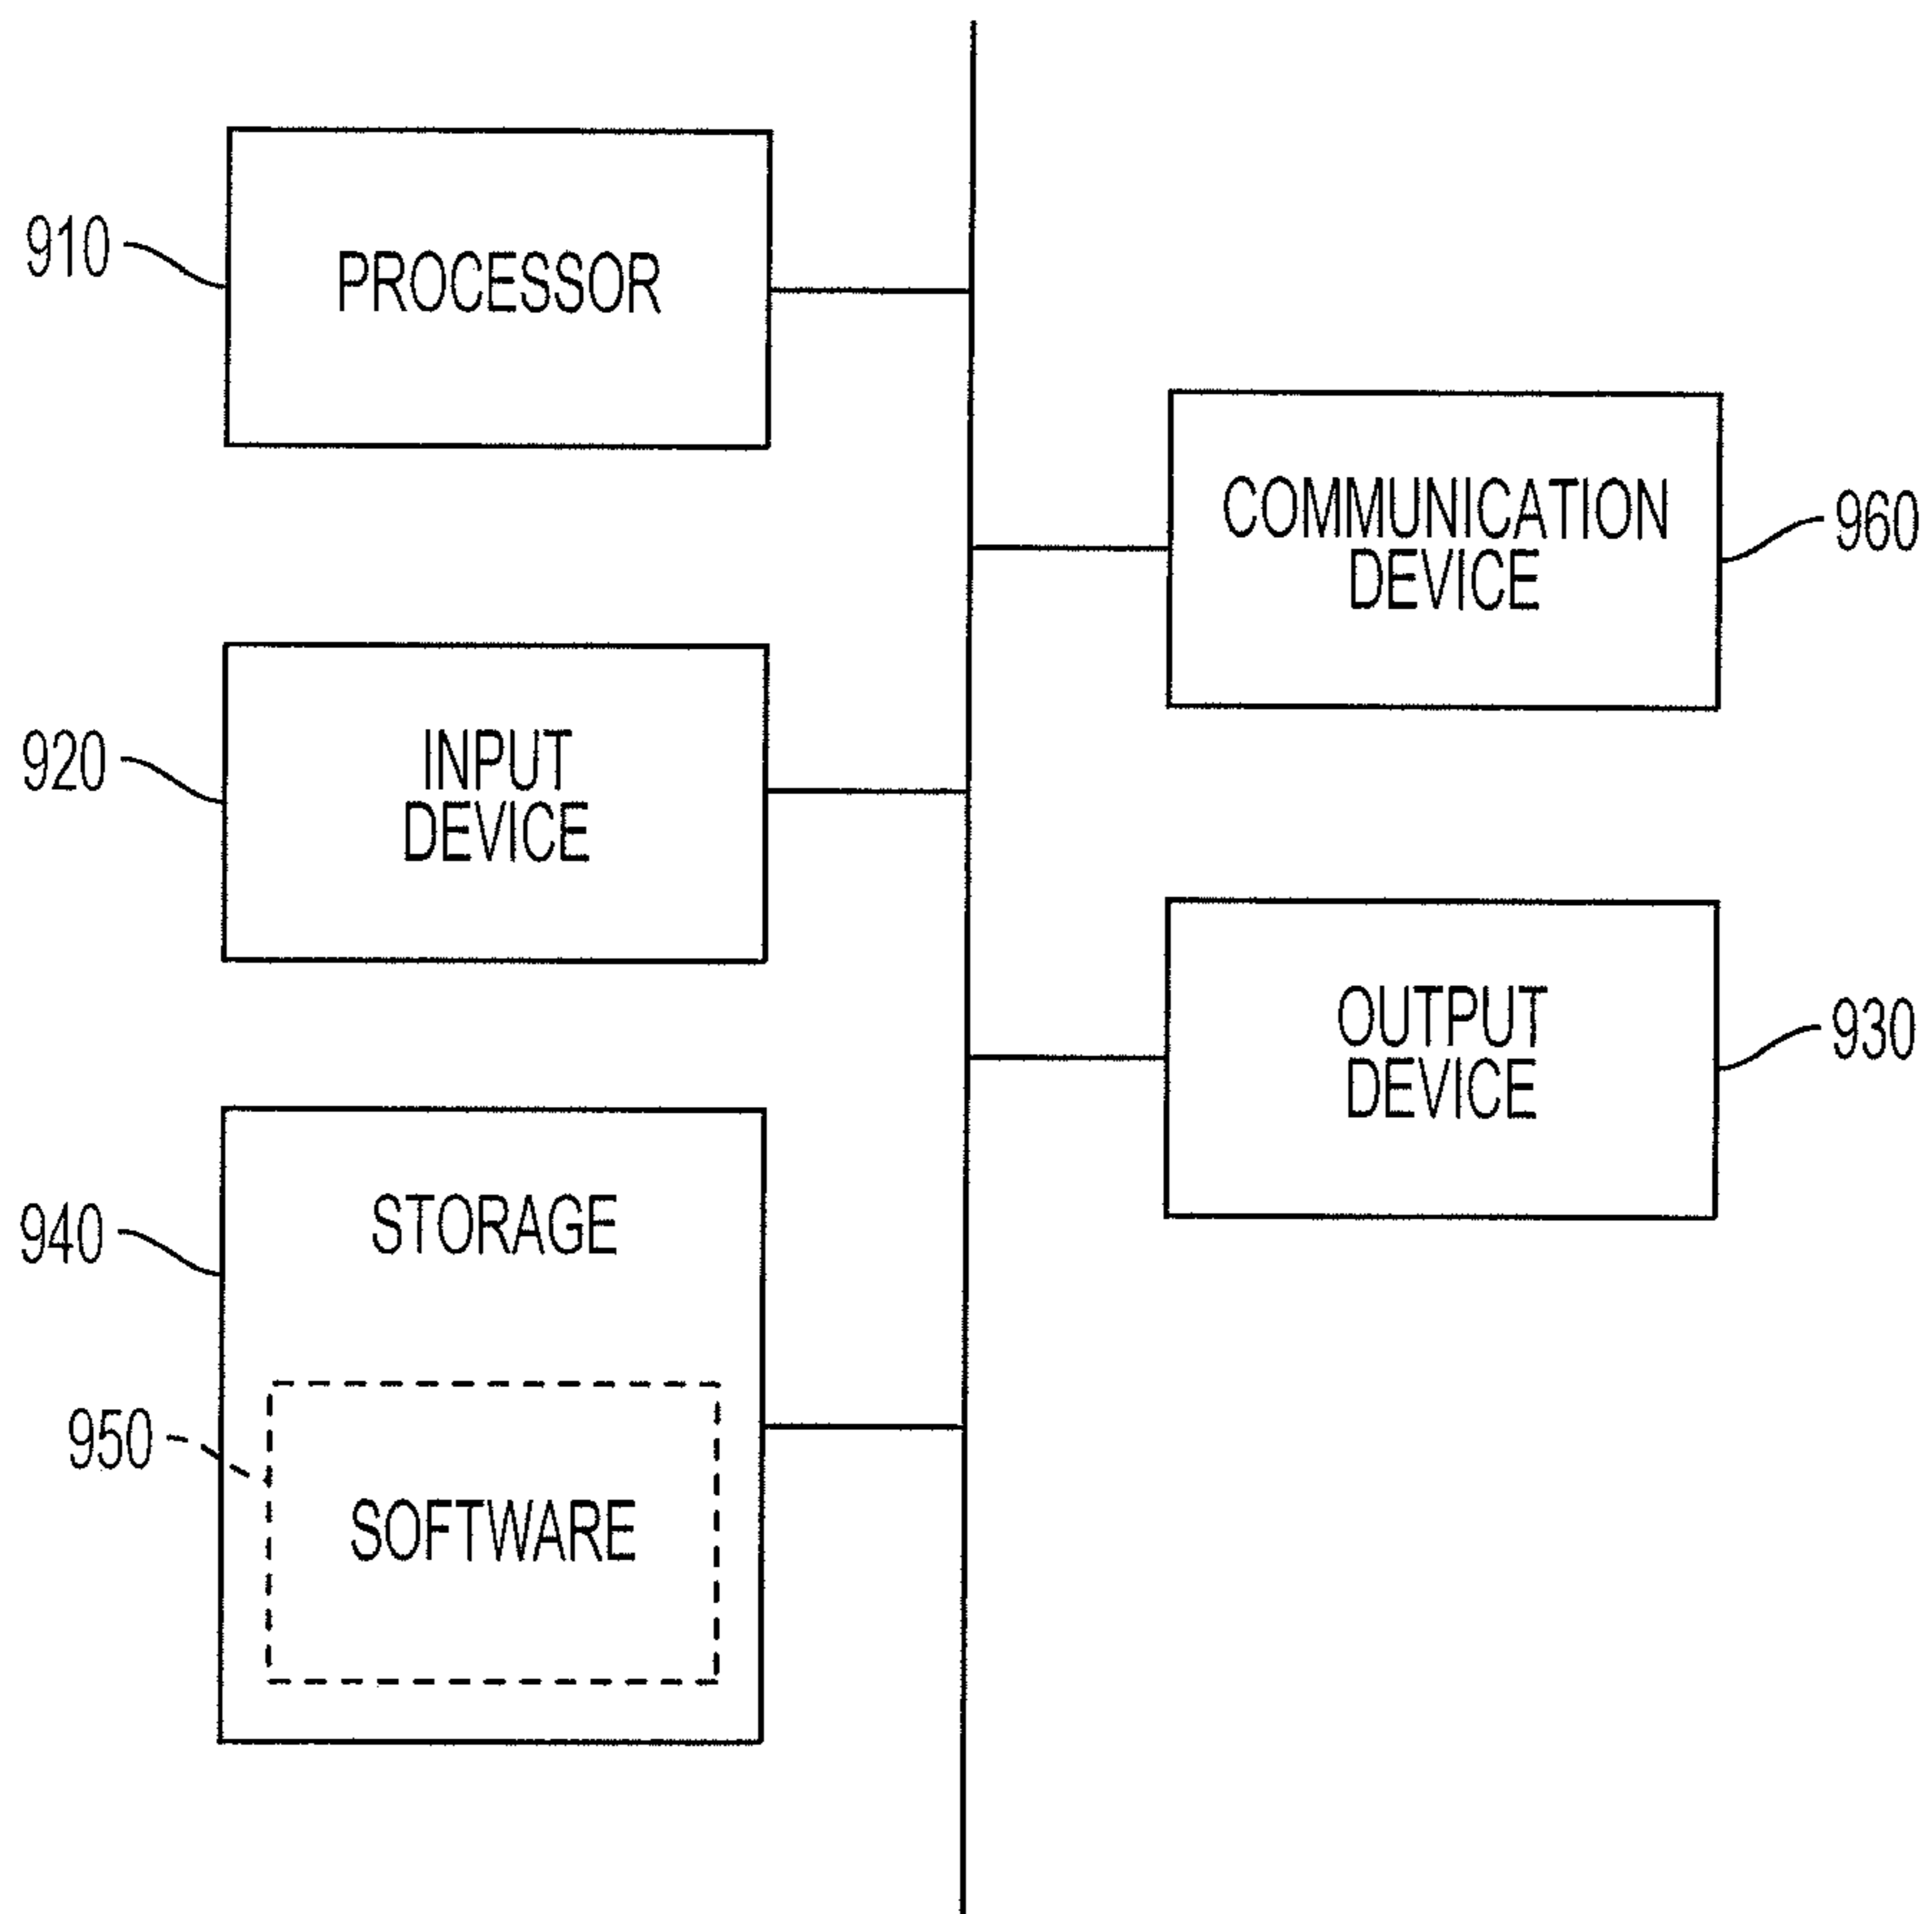 910
PROCESSOR
COMMUNICATION
DEVICE
960
920
INPUT
DEVICE
OUTPUT
DEVICE
930
940
STORAGE
950
SOFTWARE